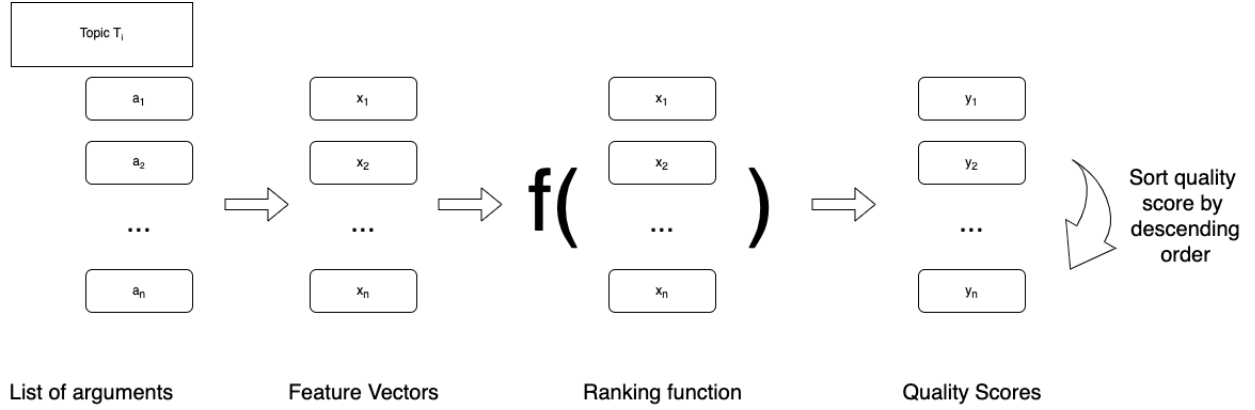 Topic Tᵢ
a₁
a₂
...
aₙ
x₁
x₂
...
xₙ
f(
x₁
x₂
...
xₙ
)
y₁
y₂
...
yₙ
Sort quality
score by
descending
order
List of arguments
Feature Vectors
Ranking function
Quality Scores